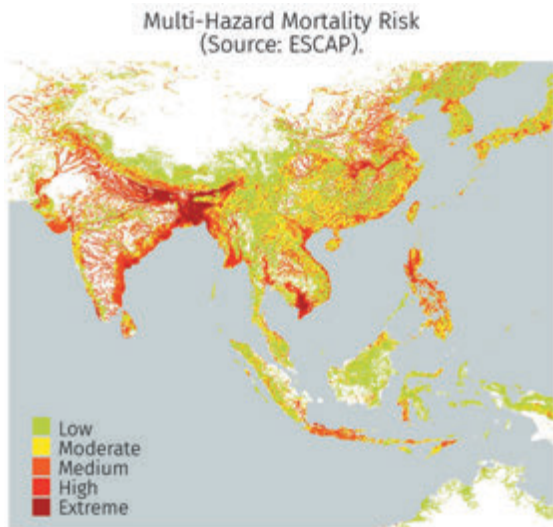 Multi-Hazard Mortality Risk
(Source: ESCAP).
Low
Moderate
Medium
High
Extreme